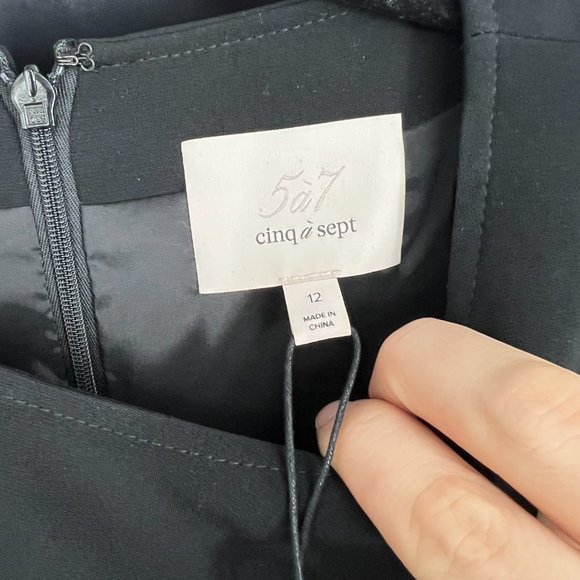 5à7
cinq à sept
12
MADE IN
CHINA